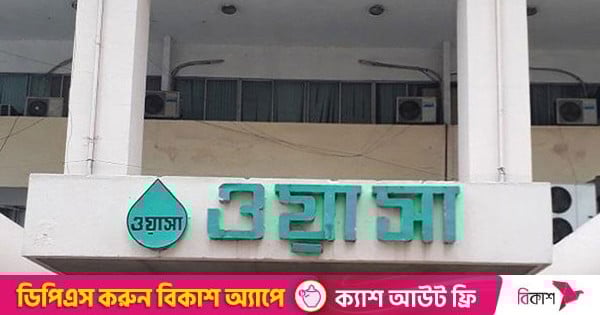 ওয়াসা
ওয়াসা
ডিপিএস করুন বিকাশ অ্যাপে ক্যাশ আউট ফ্রি বিকাশ